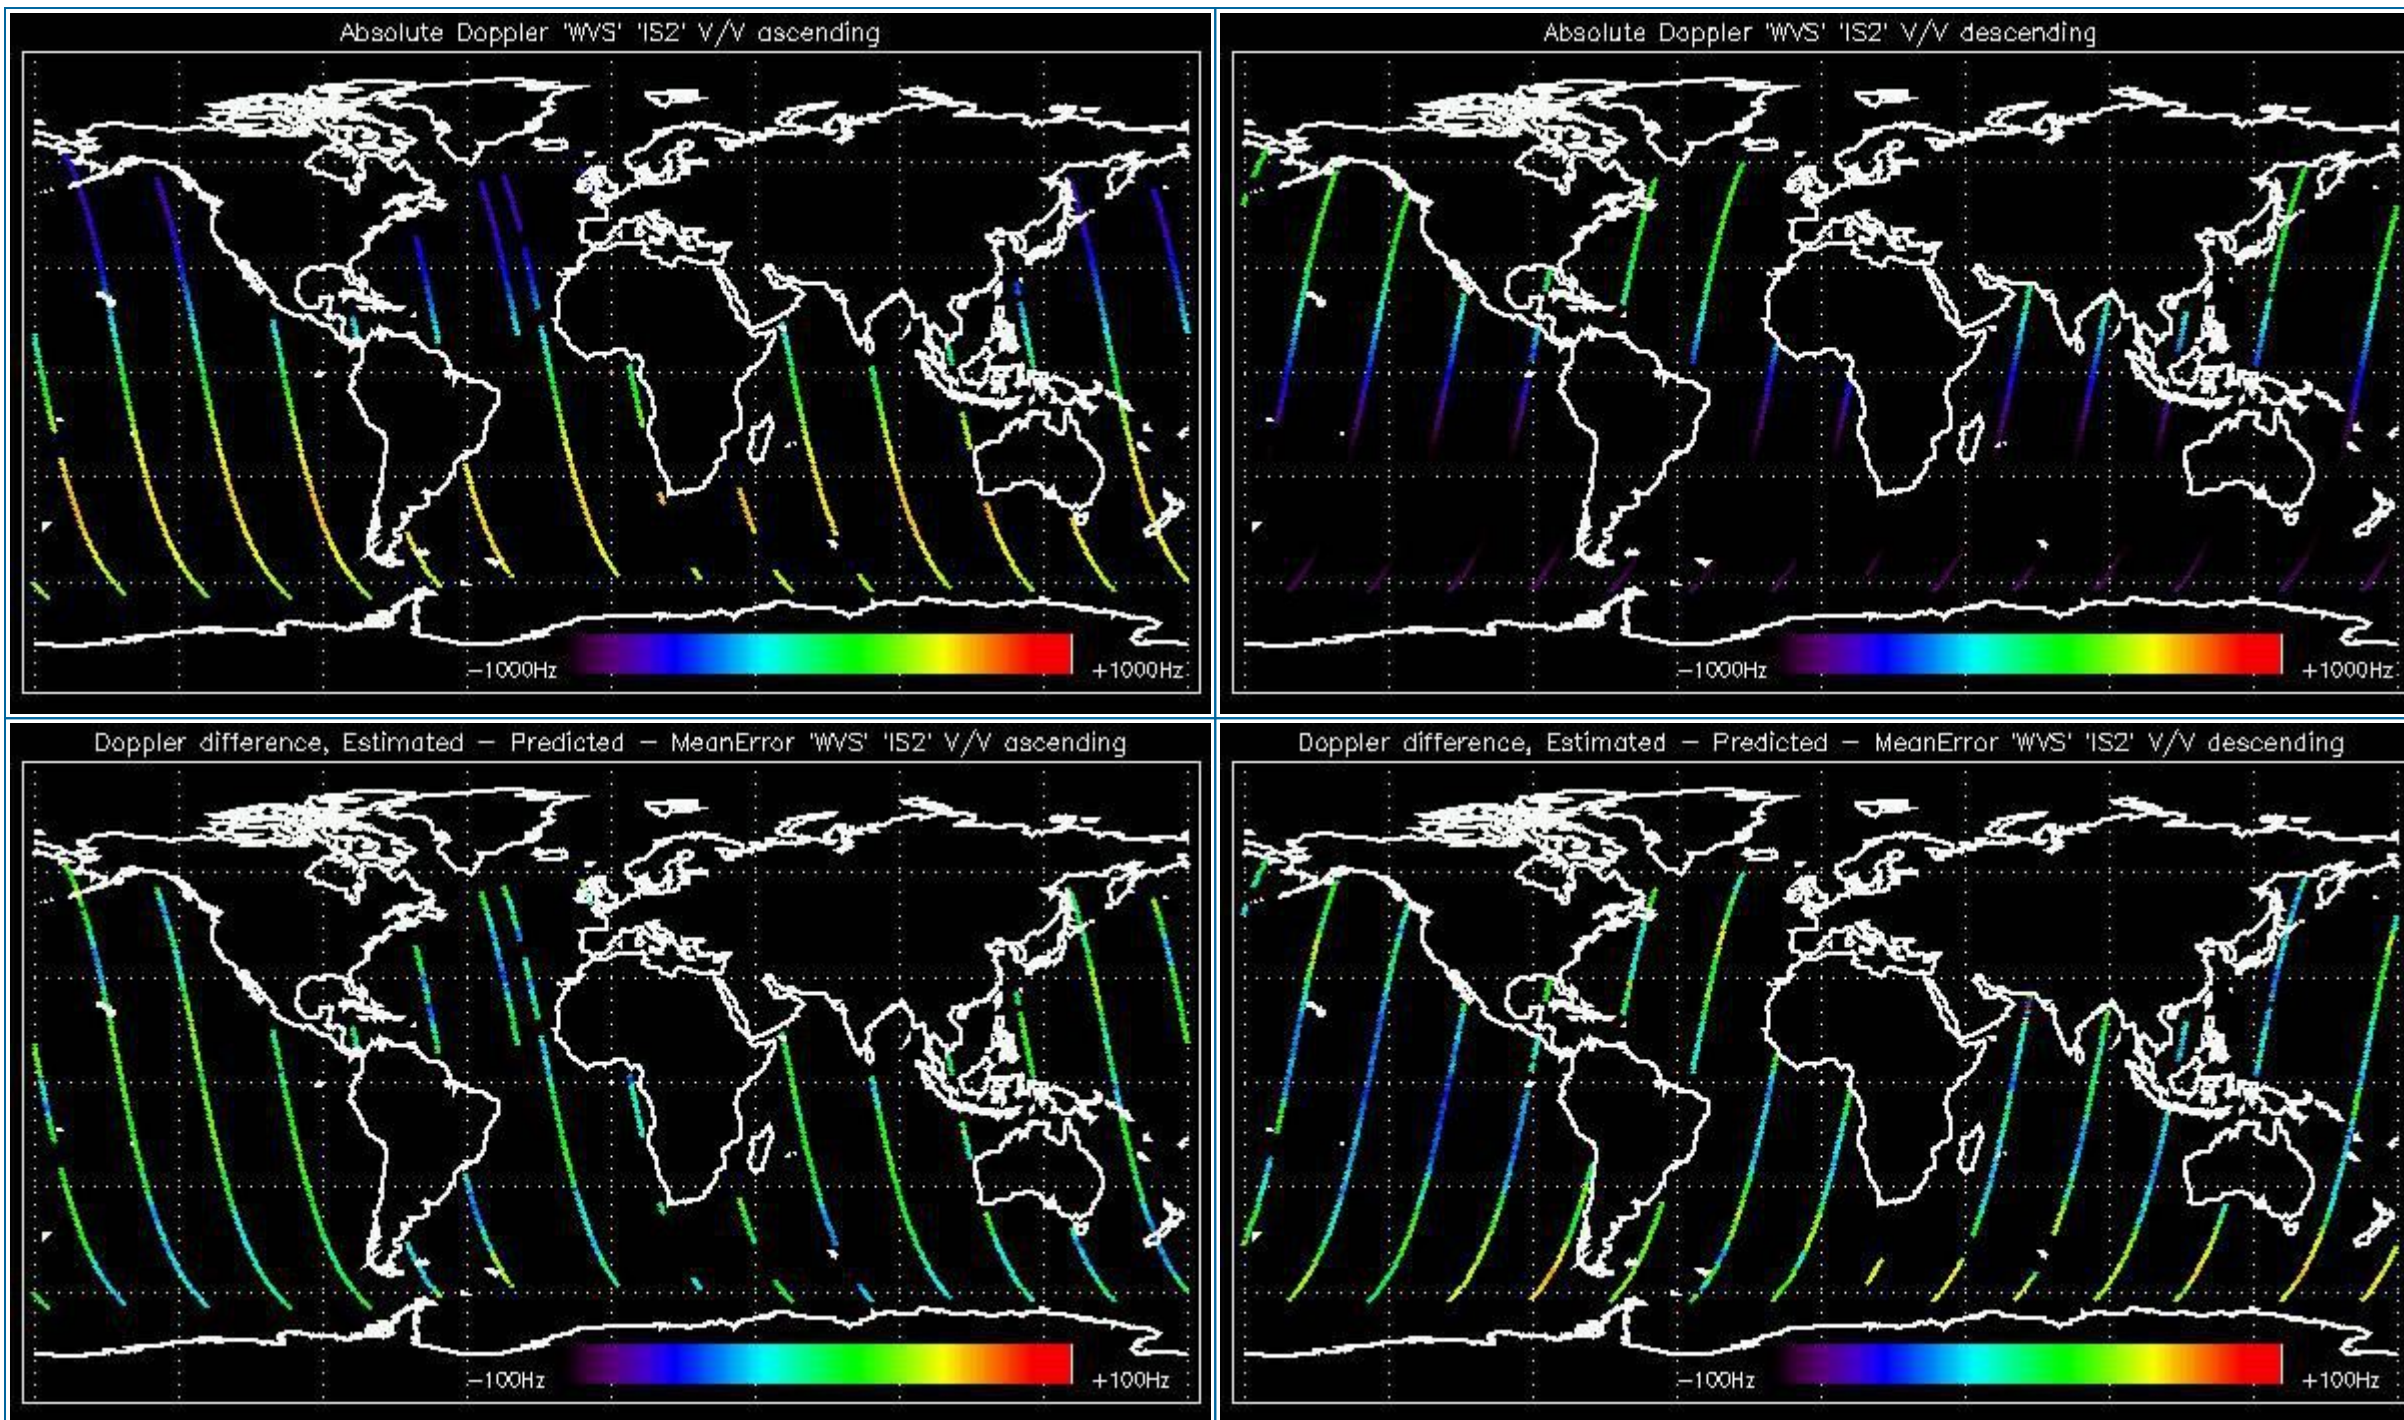 Absolute Doppler 'WVS' 'IS2' V/V ascending
-1000Hz
+1000Hz
Absolute Doppler 'WVS' 'IS2' V/V descending
-1000Hz
+1000Hz
Doppler difference, Estimated - Predicted - MeanError 'WVS' 'IS2' V/V ascending
-100Hz
+100Hz
Doppler difference, Estimated - Predicted - MeanError 'WVS' 'IS2' V/V descending
-100Hz
+100Hz